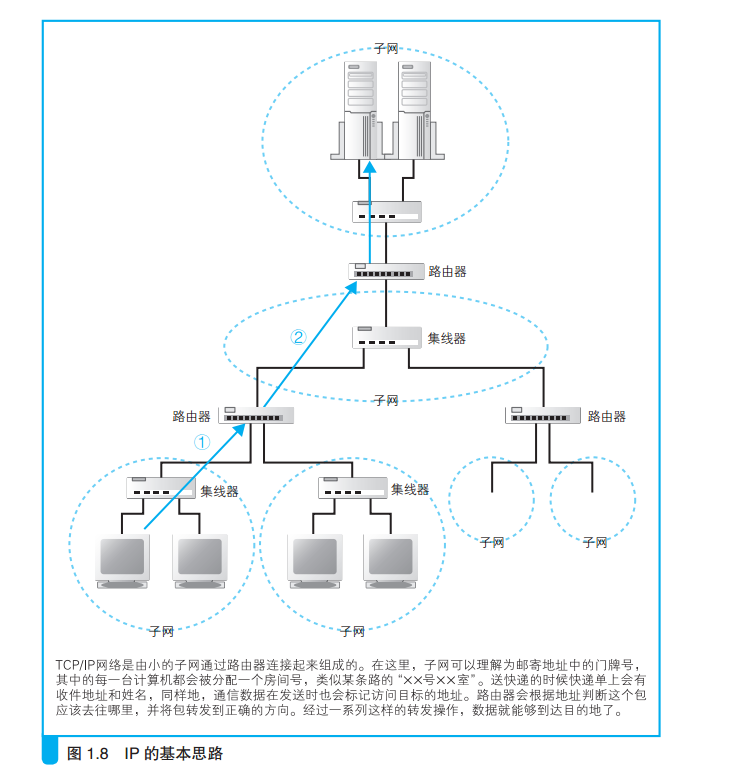 子网
路由器
②
集线器
子网
路由器
路由器
①
集线器
集线器
子网
子网
子网
子网
TCP/IP网络是由小的子网通过路由器连接起来组成的。在这里，子网可以理解为邮寄地址中的门牌号，
其中的每一台计算机都会被分配一个房间号，类似某条路的“××号××室”。送快递的时候快递单上会有
收件地址和姓名，同样地，通信数据在发送时也会标记访问目标的地址。路由器会根据地址判断这个包
应该去往哪里，并将包转发到正确的方向。经过一系列这样的转发操作，数据就能够到达目的地了。
图 1.8 IP 的基本思路